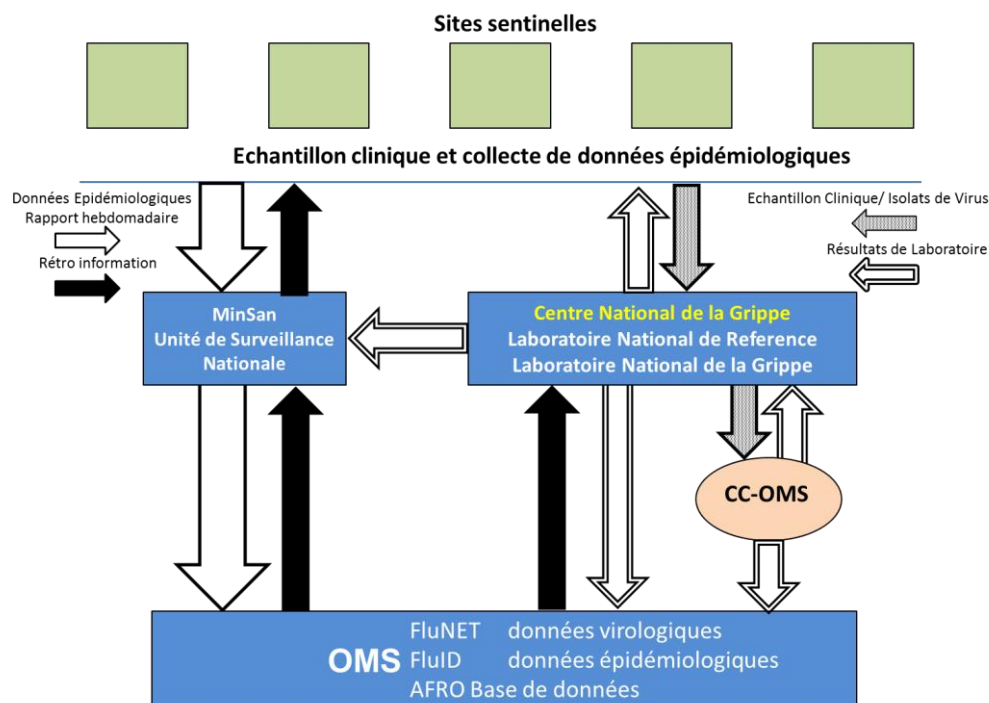 Sites sentinelles
Echantillon clinique et collecte de données épidémiologiques
Données Epidémiologiques
Rapport hebdomadaire
Rétro information
Echantillon Clinique/ Isolats de Virus
Résultats de Laboratoire
MinSan
Unité de Surveillance
Nationale
Centre National de la Grippe
Laboratoire National de Reference
Laboratoire National de la Grippe
CC-OMS
OMS
FluNET données virologiques
FluID données épidémiologiques
AFRO Base de données